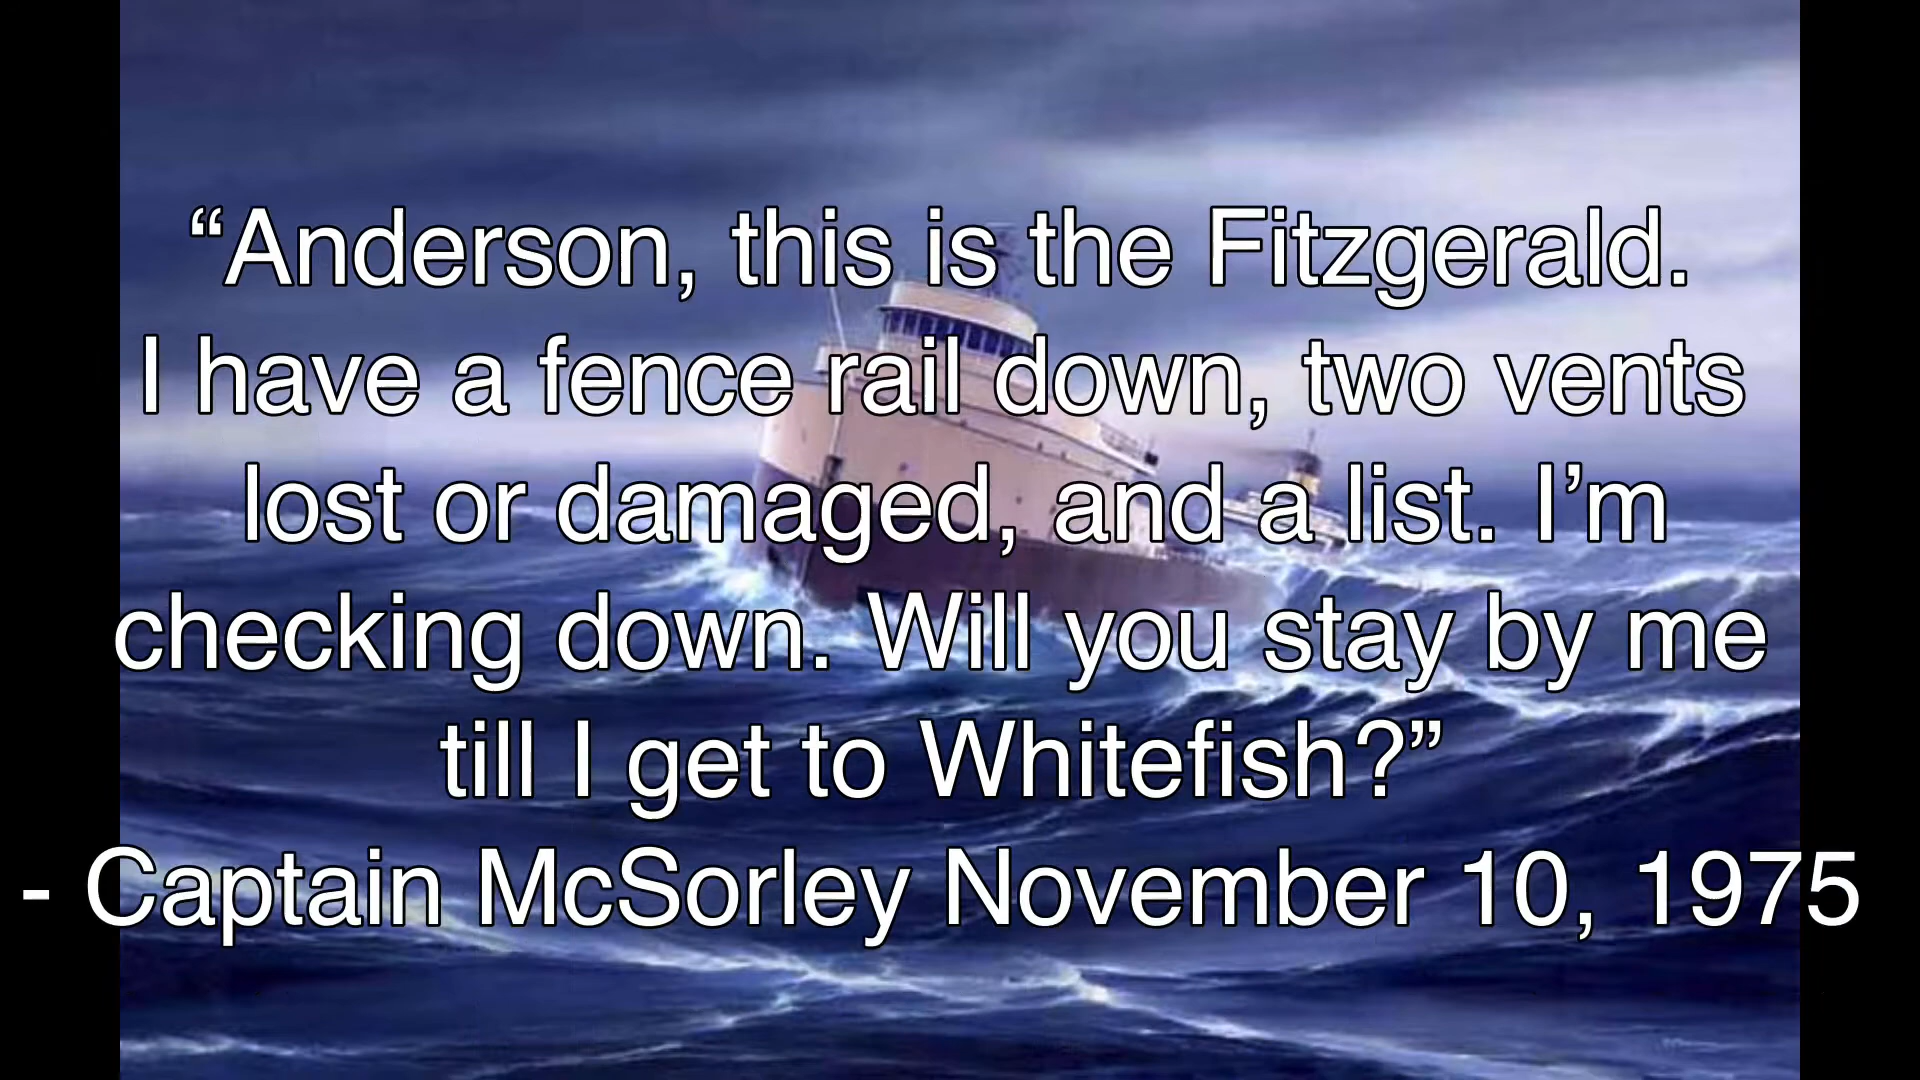 “Anderson, this is the Fitzgerald.
I have a fence rail down, two vents
lost or damaged, and a list. I’m
checking down. Will you stay by me
till I get to Whitefish?”
- Captain McSorley November 10, 1975